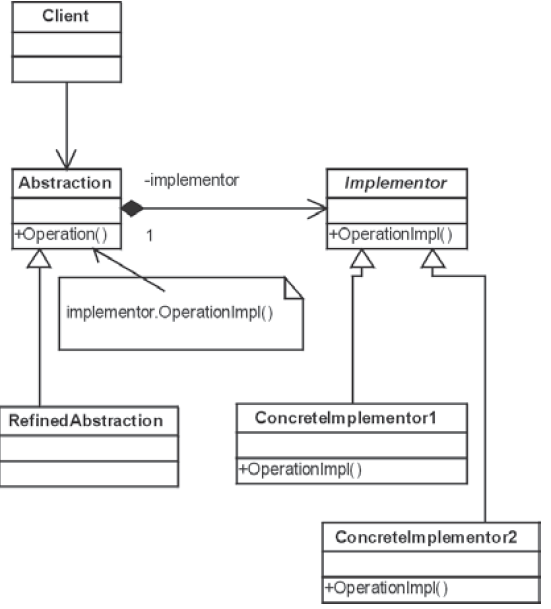 Client
Abstraction
-implementor
Implementor
+Operation()
1
+OperationImpl()
implementor.OperationImpl()
RefinedAbstraction
ConcreteImplementor1
+OperationImpl()
ConcreteImplementor2
+OperationImpl()